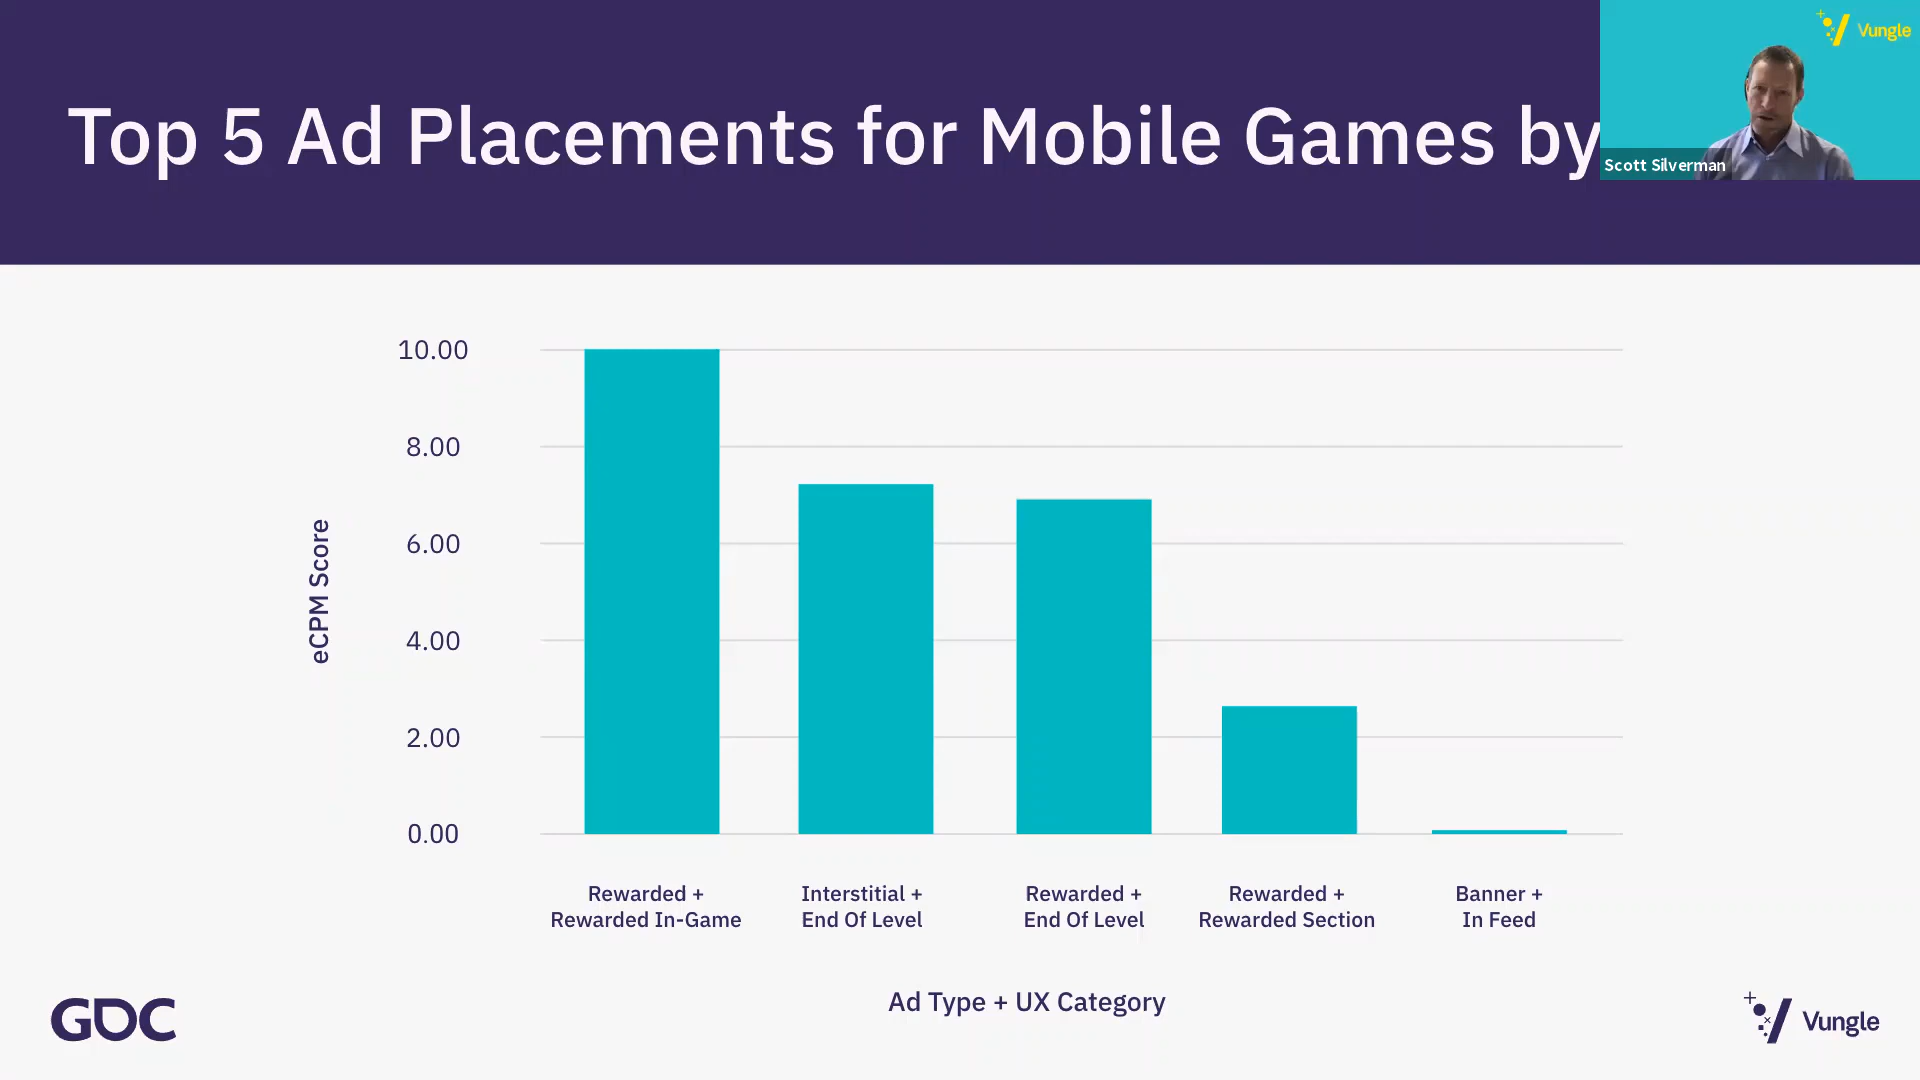 Top 5 Ad Placements for Mobile Games by
Vungle
Scott Silverman
10.00
8.00
6.00
4.00
2.00
0.00
eCPM Score
Rewarded +
Rewarded In-Game
Interstitial +
End Of Level
Rewarded +
End Of Level
Rewarded +
Rewarded Section
Banner +
In Feed
Ad Type + UX Category
GDC
Vungle